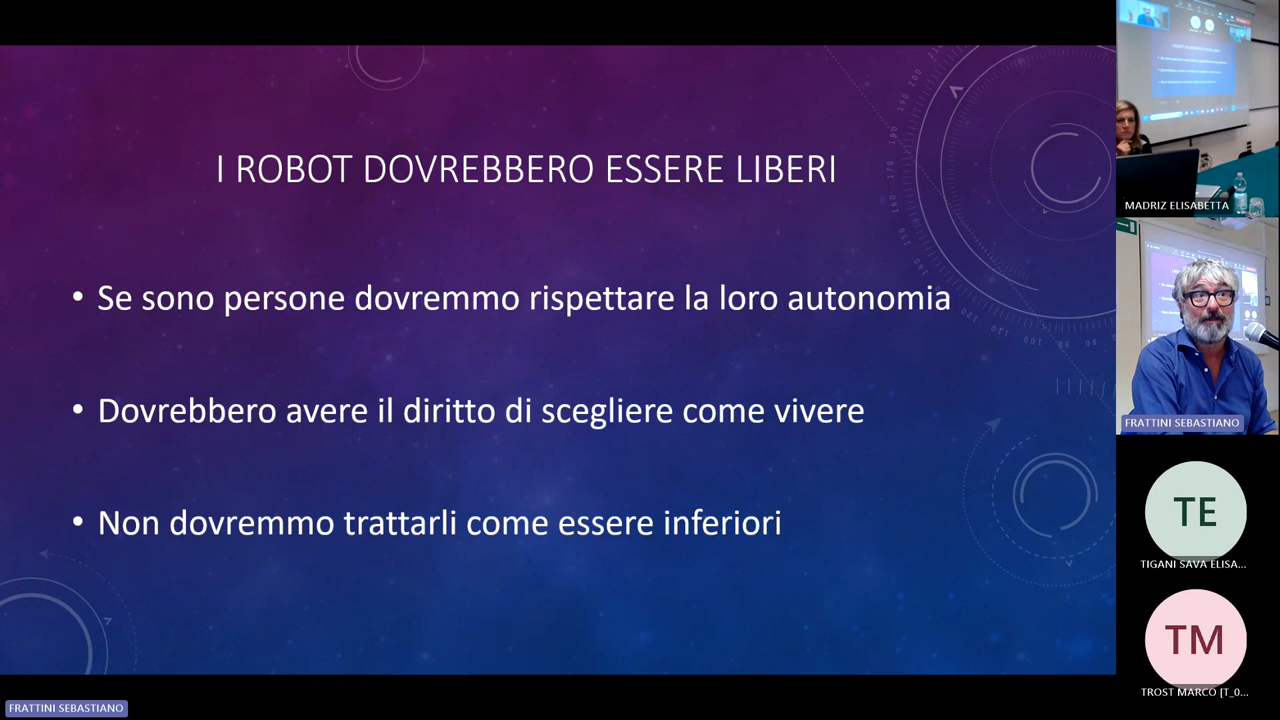 I ROBOT DOVREBBERO ESSERE LIBERI
• Se sono persone dovremmo rispettare la loro autonomia
• Dovrebbero avere il diritto di scegliere come vivere
• Non dovremmo trattarli come essere inferiori
FRATTINI SEBASTIANO
MADRIZ ELISABETTA
FRATTINI SEBASTIANO
TE
TIGANI SAVA ELISA...
TM
TROST MARCO [T_0...